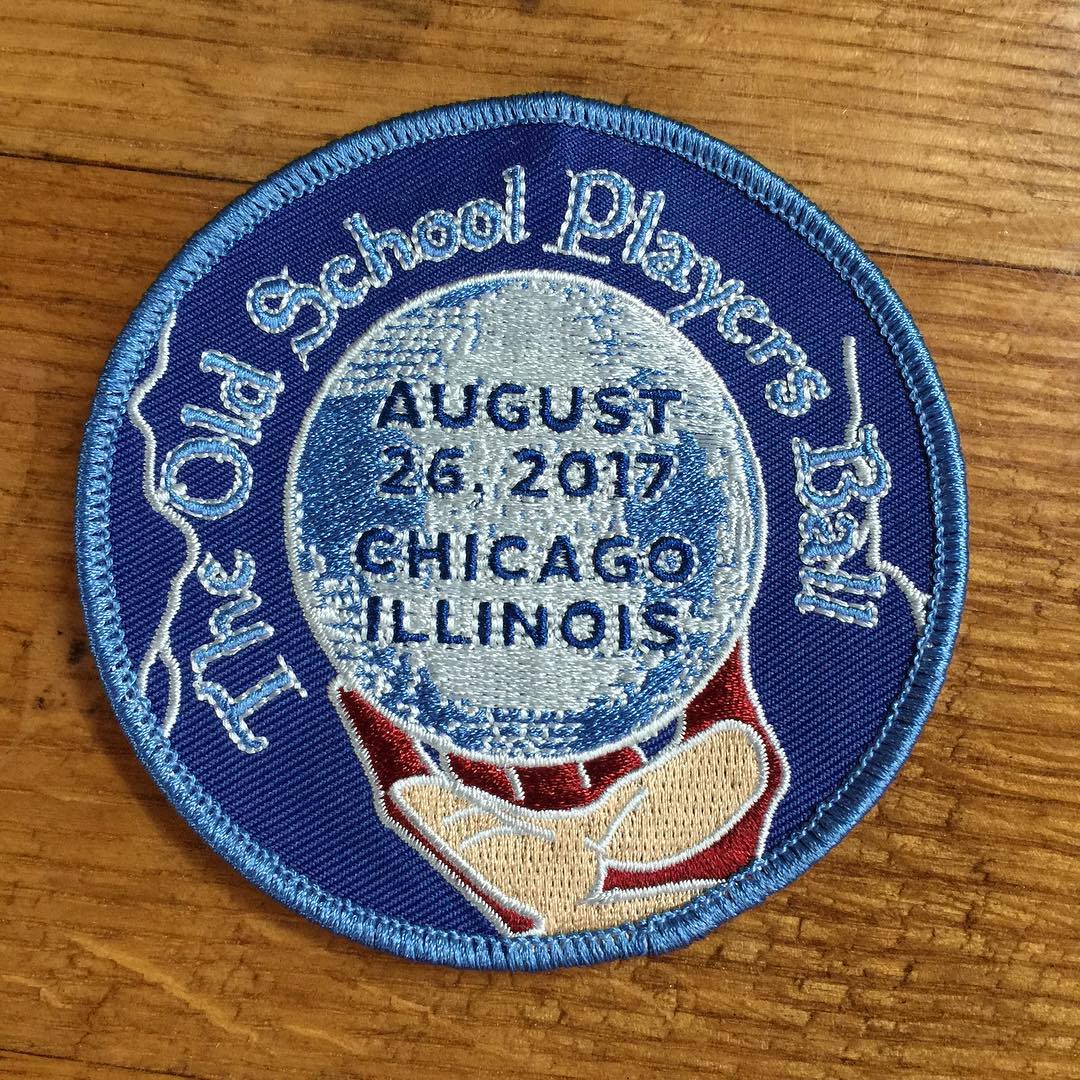 The Old School Players Ball
AUGUST
26, 2017
CHICAGO
ILLINOIS